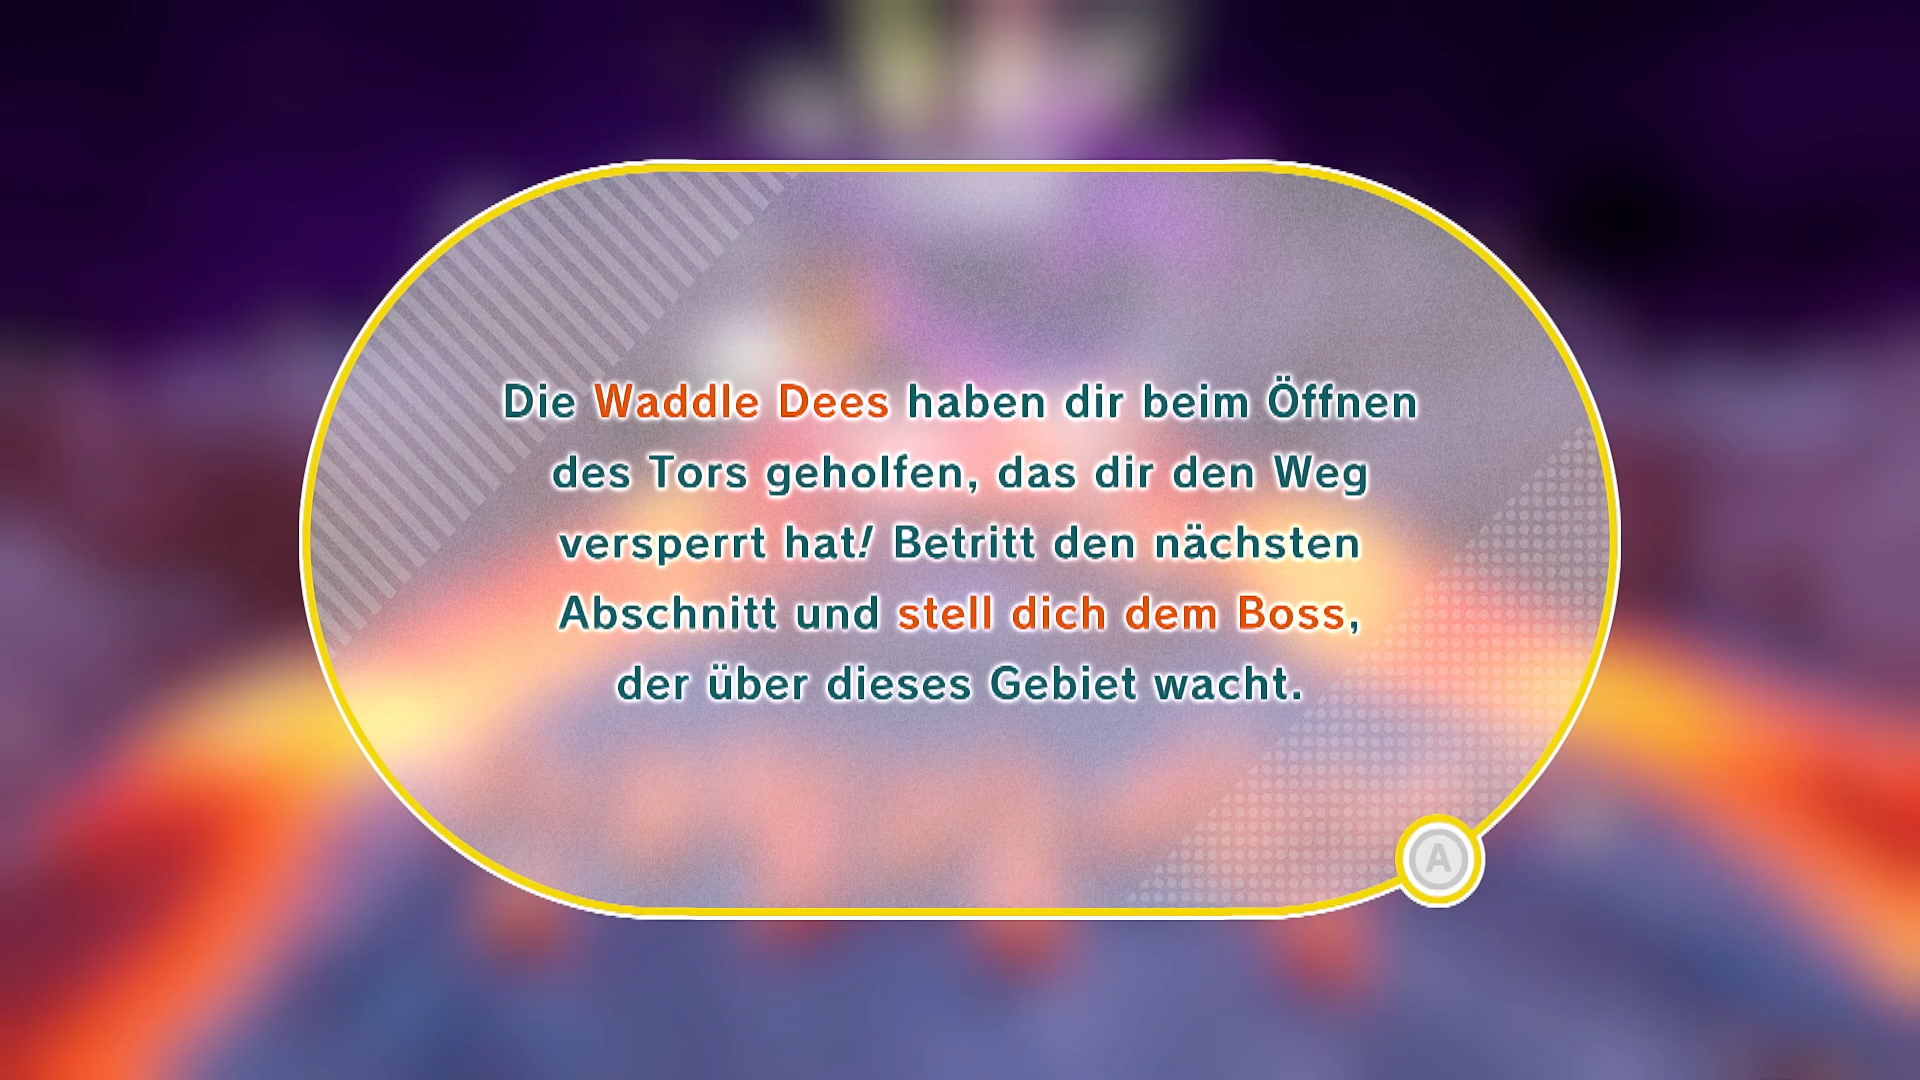 Die Waddle Dees haben dir beim Öffnen
des Tors geholfen, das dir den Weg
versperrt hat! Betritt den nächsten
Abschnitt und stell dich dem Boss,
der über dieses Gebiet wacht.
A